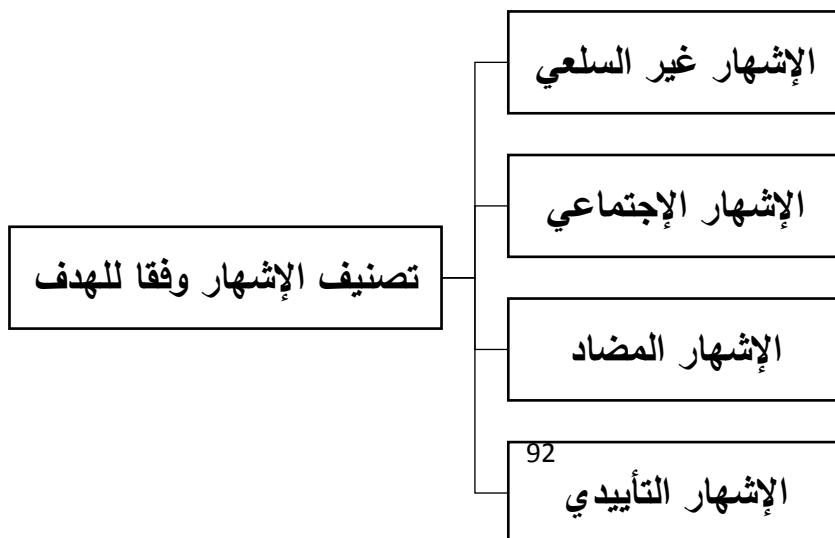 الإشهار غير السلعي
الإشهار الإجتماعي
تصنيف الإشهار وفقا للهدف
الإشهار المضاد
92
الإشهار التأييدي